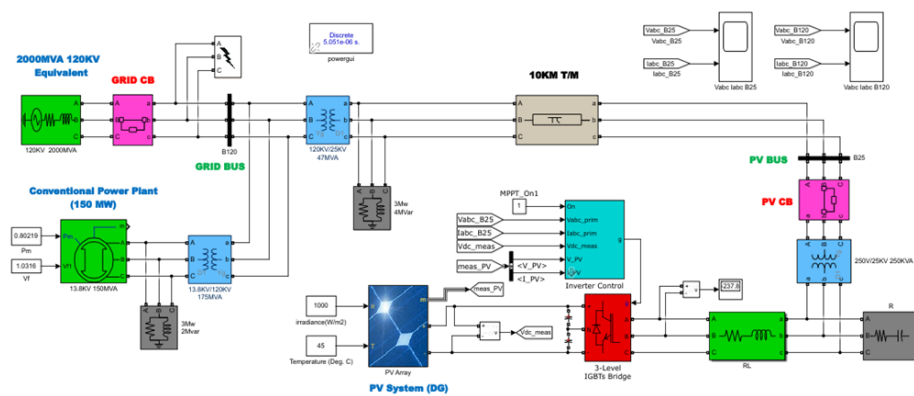 Discrete
5.051e-06 s.
powergui
2000MVA 120KV
Equivalent
GRID CB
A
B
C
10KM T/M
Vabc_B25
Vabc_B25
Iabc_B25
Iabc_B25
Vabc Iabc B25
Vabc_B120
Vabc_B120
Iabc_B120
Iabc_B120
Vabc Iabc B120
A
B
C
A
B
C
a
b
c
120KV 2000MVA
B120
GRID BUS
A
B
C
a
b
c
120KV/25KV
47MVA
A
B
C
a
b
c
PV BUS
B25
A
B
C
a
b
c
PV CB
Conventional Power Plant
(150 MW)
0.80219
Pm
1.0316
Vf
Pm
Vf
m
A
B
C
13.8KV 150MVA
A
B
C
a
b
c
13.8KV/120KV
175MVA
A
B
C
3Mw
2Mvar
A
B
C
3Mw
4MVar
MPPT_On1
1
Vabc_B25
Iabc_B25
Vdc_meas
meas_PV
<V_PV>
<I_PV>
On
Vabc_prim
Iabc_prim
Vdc_meas
V_PV
g
Inverter Control
250V/25KV 250KVA
1000
irradiance(W/m2)
45
Temperature (Deg. C)
m
PV Array
meas_PV
+
-
v
Vdc_meas
PV System (DG)
g
A
B
C
3-Level
IGBTs Bridge
+
-
v
-237.8
A
B
C
RL
R
A
B
C